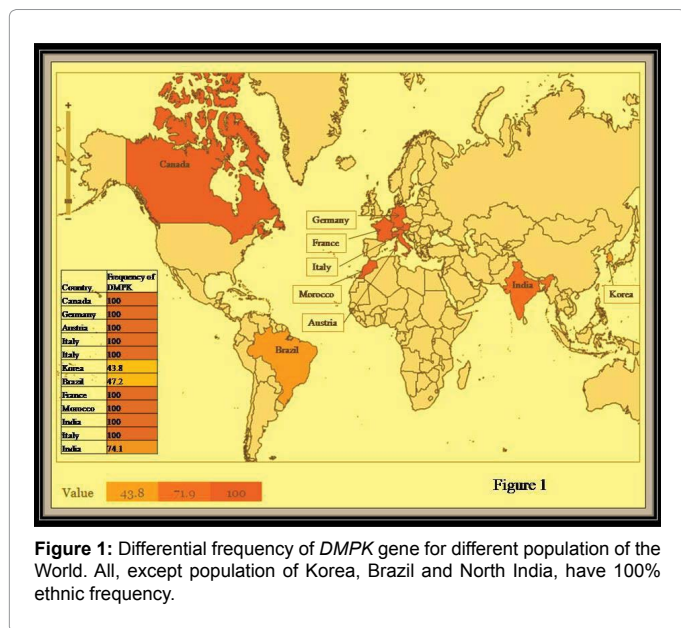 +
Canada
−
Germany
France
Italy
Morocco
Austria
India
Korea
Brazil
Country Frequency of DMPK
Canada 100
Germany 100
Austria 100
Italy 100
Italy 100
Korea 43.8
Brazil 47.2
France 100
Morocco 100
India 100
Italy 100
India 74.1
Value 43.8 71.9 100
Figure 1
Figure 1: Differential frequency of DMPK gene for different population of the
World. All, except population of Korea, Brazil and North India, have 100%
ethnic frequency.